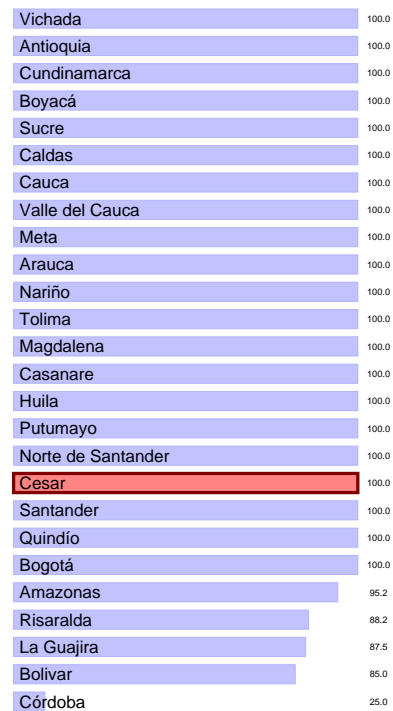 Vichada 100.0
Antioquia 100.0
Cundinamarca 100.0
Boyacá 100.0
Sucre 100.0
Caldas 100.0
Cauca 100.0
Valle del Cauca 100.0
Meta 100.0
Arauca 100.0
Nariño 100.0
Tolima 100.0
Magdalena 100.0
Casanare 100.0
Huila 100.0
Putumayo 100.0
Norte de Santander 100.0
Cesar 100.0
Santander 100.0
Quindío 100.0
Bogotá 100.0
Amazonas 95.2
Risaralda 88.2
La Guajira 87.5
Bolivar 85.0
Córdoba 25.0